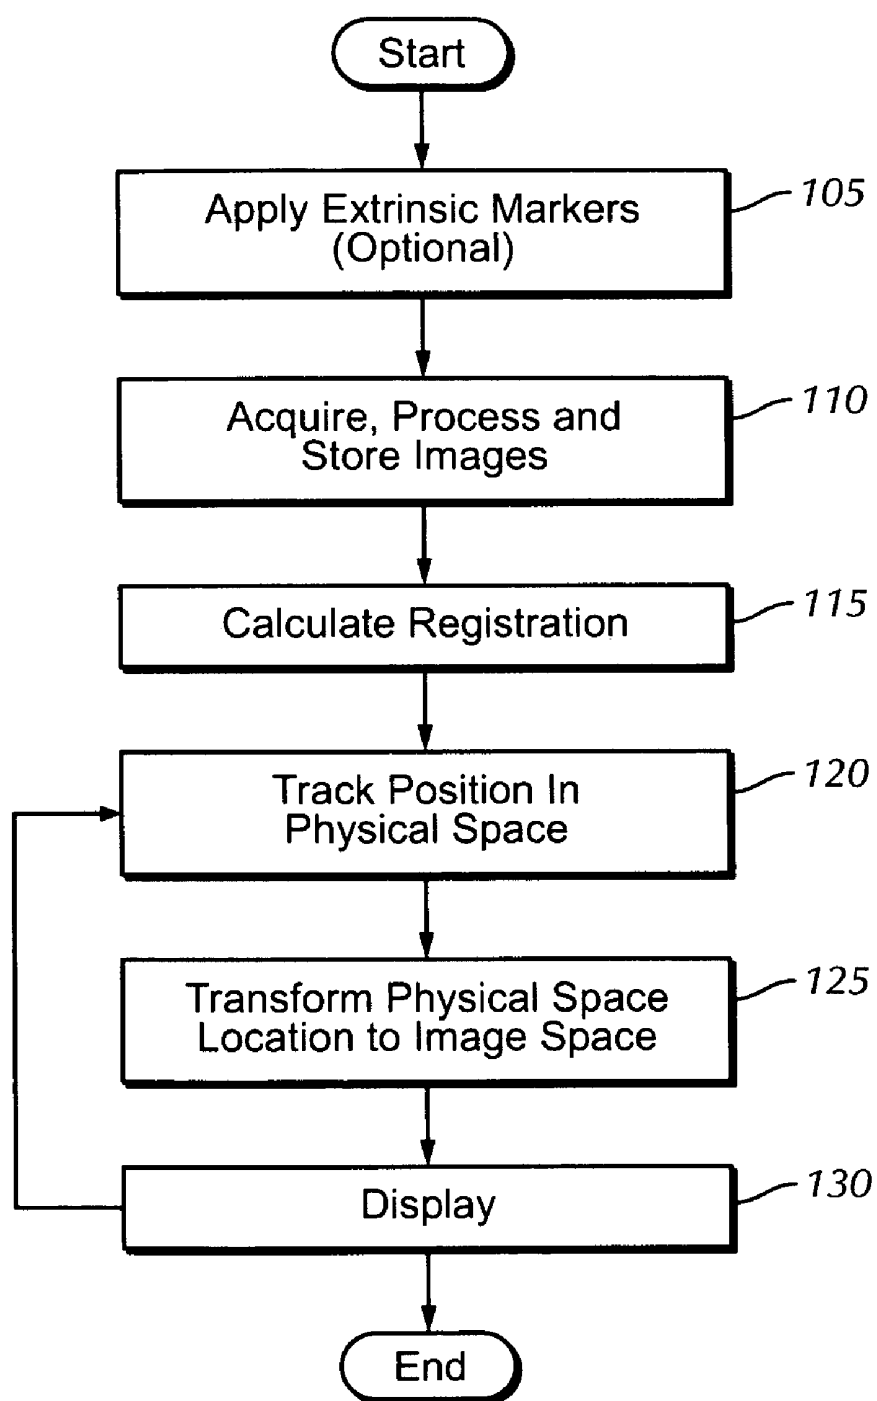 Start
Apply Extrinsic Markers
(Optional)
105
Acquire, Process and
Store Images
110
Calculate Registration
115
Track Position In
Physical Space
120
Transform Physical Space
Location to Image Space
125
Display
130
End